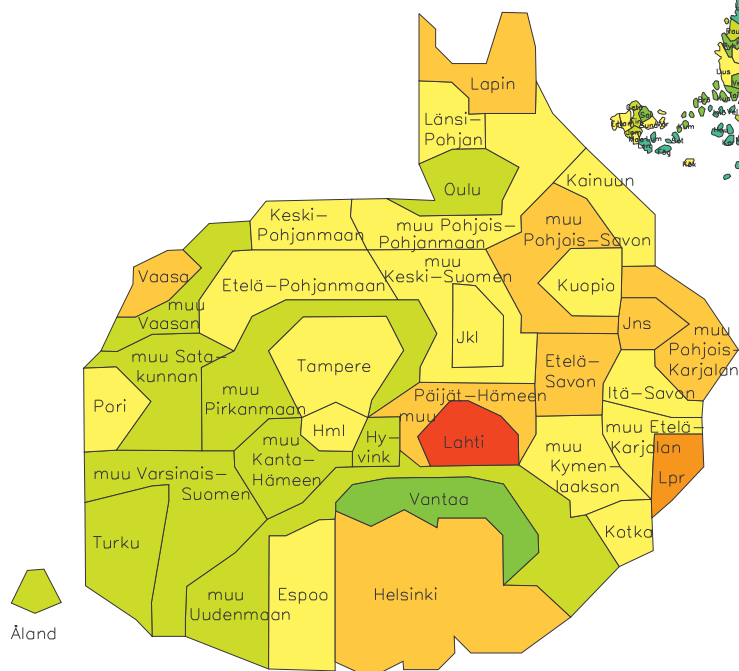 Lapin
Länsi–
Pohjan
Oulu
Kainuun
Keski–
Pohjanmaan
muu Pohjois–
Pohjanmaan
muu
Pohjois–Savon
Vaasa
Etelä–Pohjanmaan
muu
Keski–Suomen
Kuopio
muu
Vaasan
Jkl
Jns
muu
Pohjois–
Karjalan
muu Sata–
kunnan
Tampere
Etelä–
Savon
Itä–Savon
Pori
muu
Pirkanmaan
Päijät–Hämeen
muu
Hml
Hy–
vink
Lahti
muu Etelä–
Karjalan
muu
Kanta–
Hämeen
muu
Kymen–
laakson
Lpr
muu Varsinais–
Suomen
Vantaa
Turku
Kotka
muu
Uudenmaan
Espoo
Helsinki
Åland